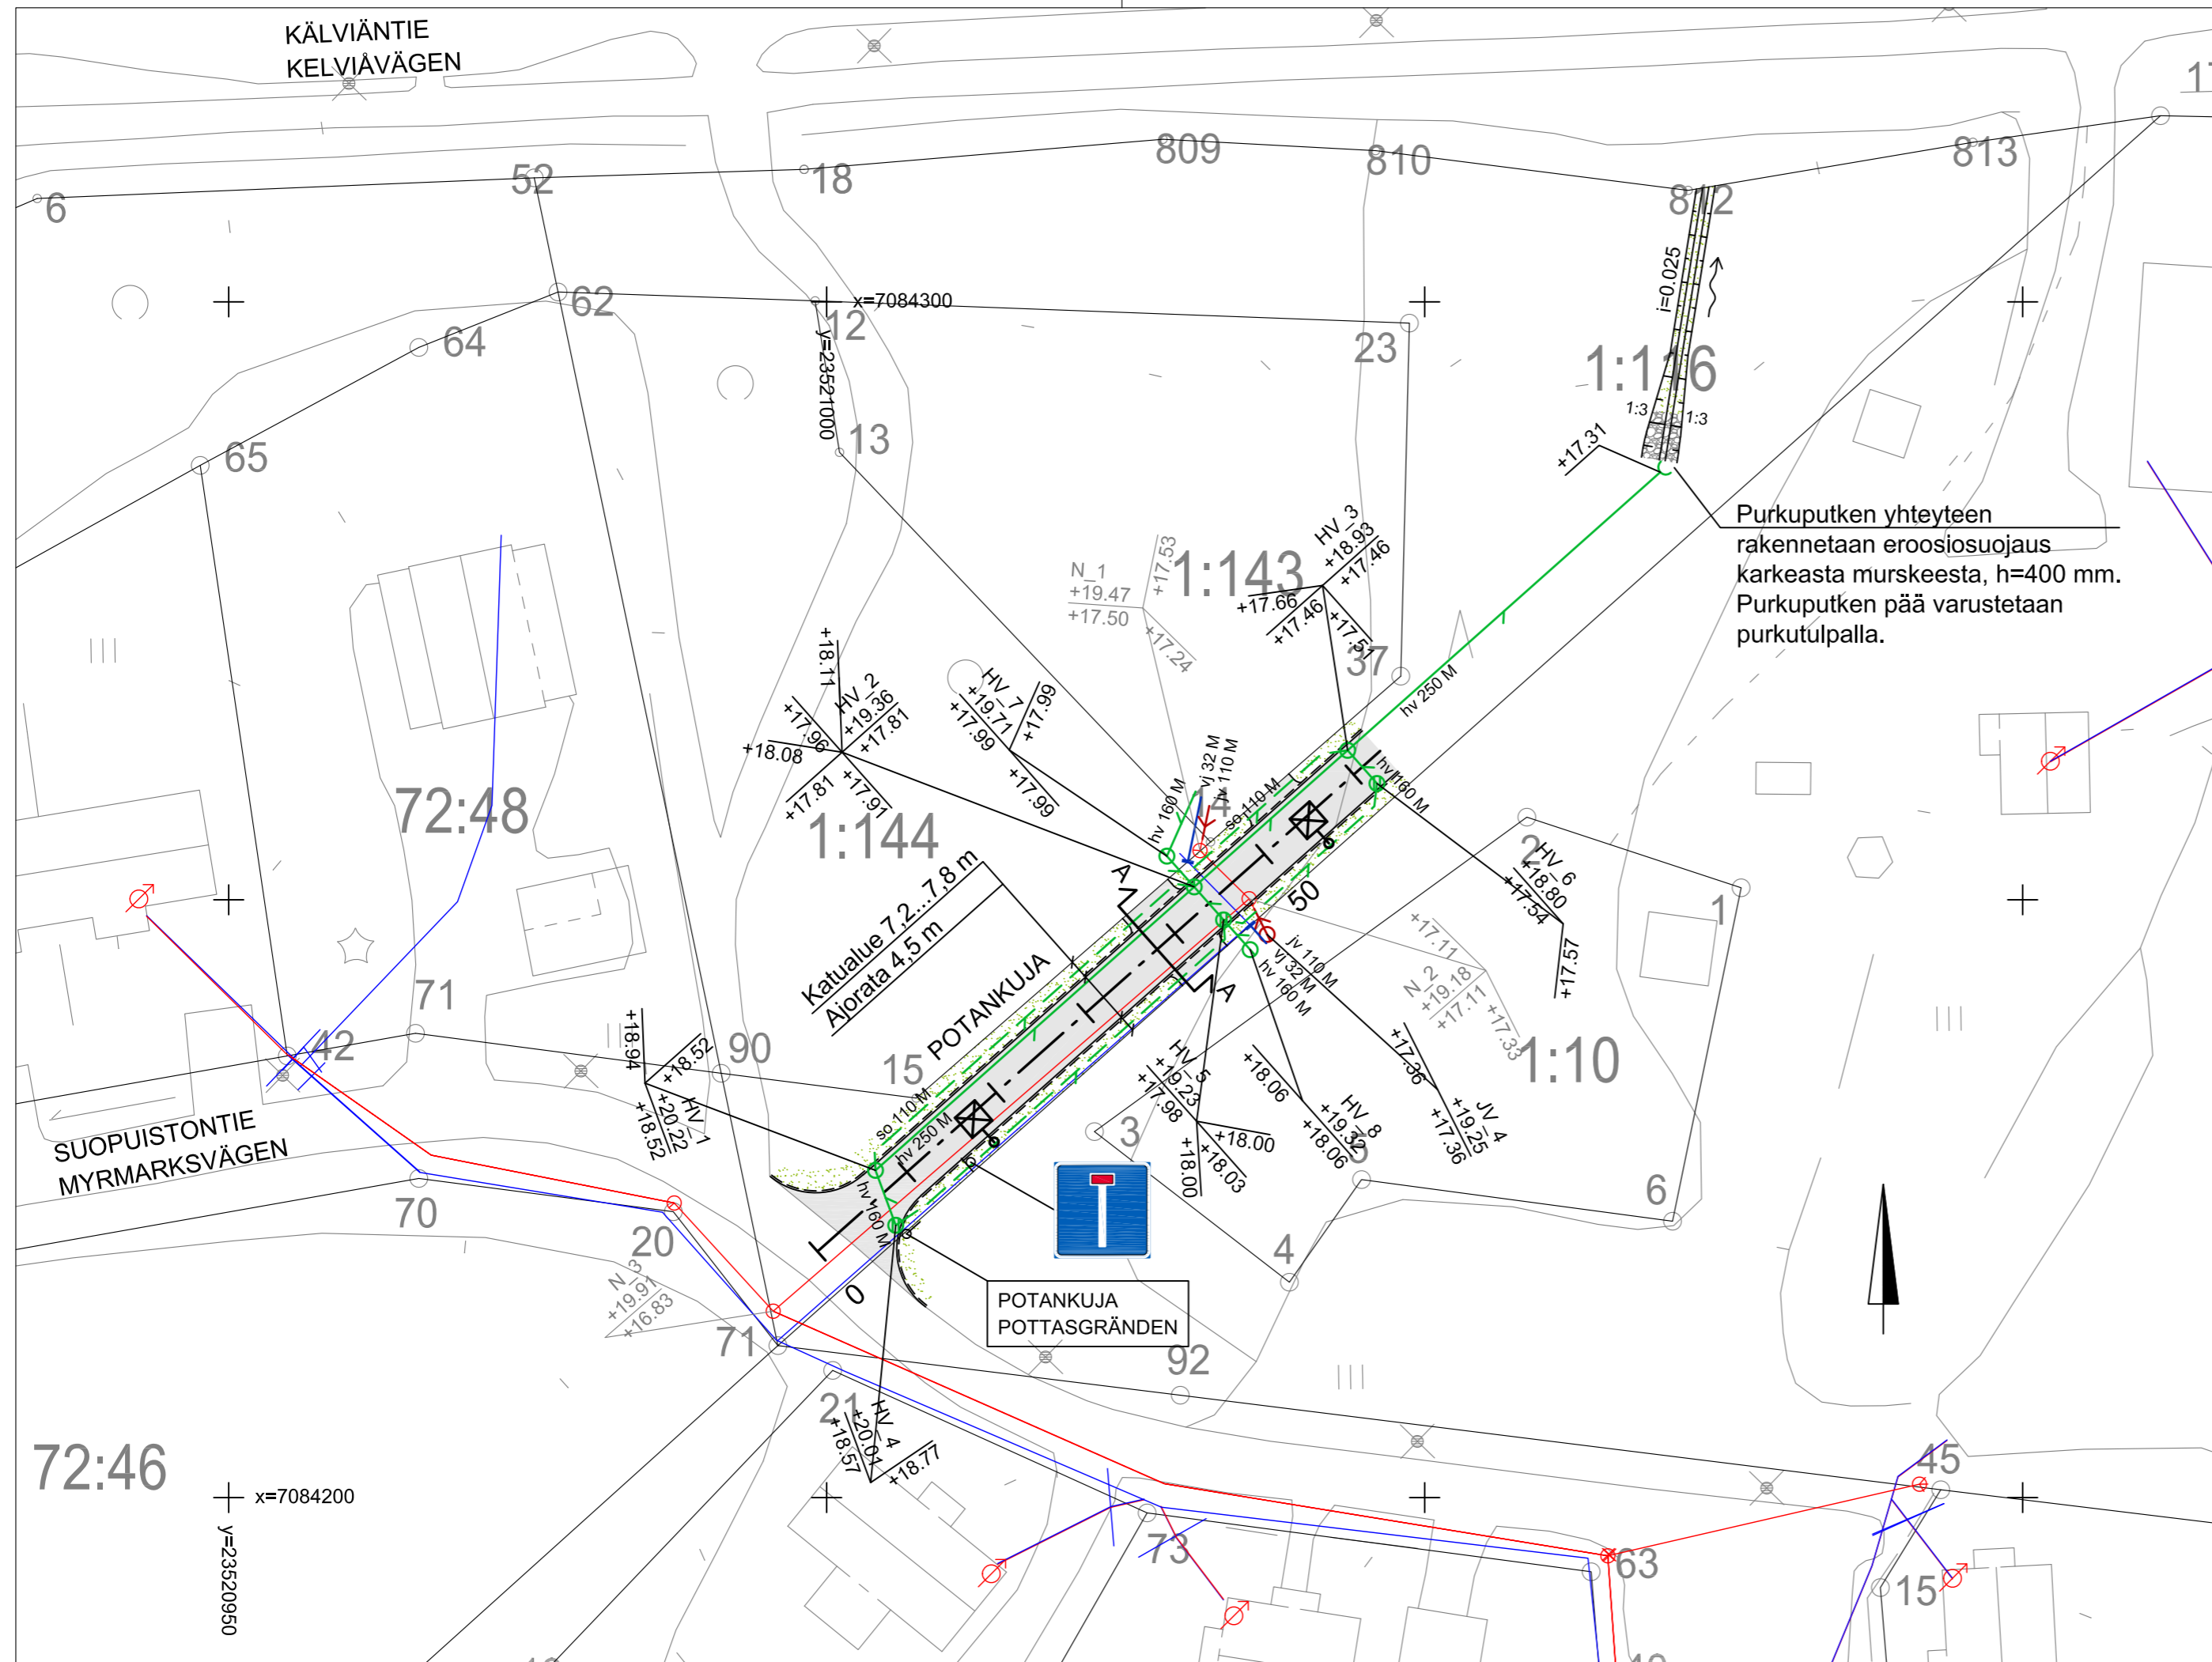 KÄLVIÄNTIE
KELVIÅVÄGEN
6
52
18
809
810
812
813
62
64
65
12
x=7084300
y=23521000
13
23
1:116
i=0.025
1:3
1:3
+17.31
Purkuputken yhteyteen
rakennetaan eroosiosuojaus
karkeasta murskeesta, h=400 mm.
Purkuputken pää varustetaan
purkutulpalla.
N_1
+19.47
+17.50
+17.53
+17.24
1:143
HV_3
+18.93
+17.46
+17.66
+17.46
+17.51
37
hv 250 M
+18.11
HV_2
+19.36
+17.81
+17.96
+18.08
+17.81
+17.91
HV_7
+19.71
+17.99
+17.99
+17.99
72:48
1:144
hv 160 M
vj 32 M
jv 110 M
14
so 110 M
hv 160 M
Katualue 7,2...7,8 m
Ajorata 4,5 m
A
A
50
POTANKUJA
2
1
HV_6
+18.80
+17.54
+17.57
jv 110 M
vj 32 M
hv 160 M
+17.11
N_2
+19.18
+17.11
+17.33
1:10
71
42
90
15
+18.94
+18.52
HV_1
+20.22
+18.52
so 110 M
hv 250 M
hv 160 M
3
HV_5
+19.23
+17.98
+18.00
+18.03
+18.00
+18.06
HV_8
+19.32
+18.06
+17.36
JV_4
+19.25
+17.36
5
6
4
SUOPUISTONTIE
MYRMARKSVÄGEN
70
20
N_3
+19.91
+16.83
71
0
POTANKUJA
POTTASGRÄNDEN
92
21
HV_4
+20.01
+18.57
+18.77
72:46
x=7084200
y=23520950
73
63
45
15